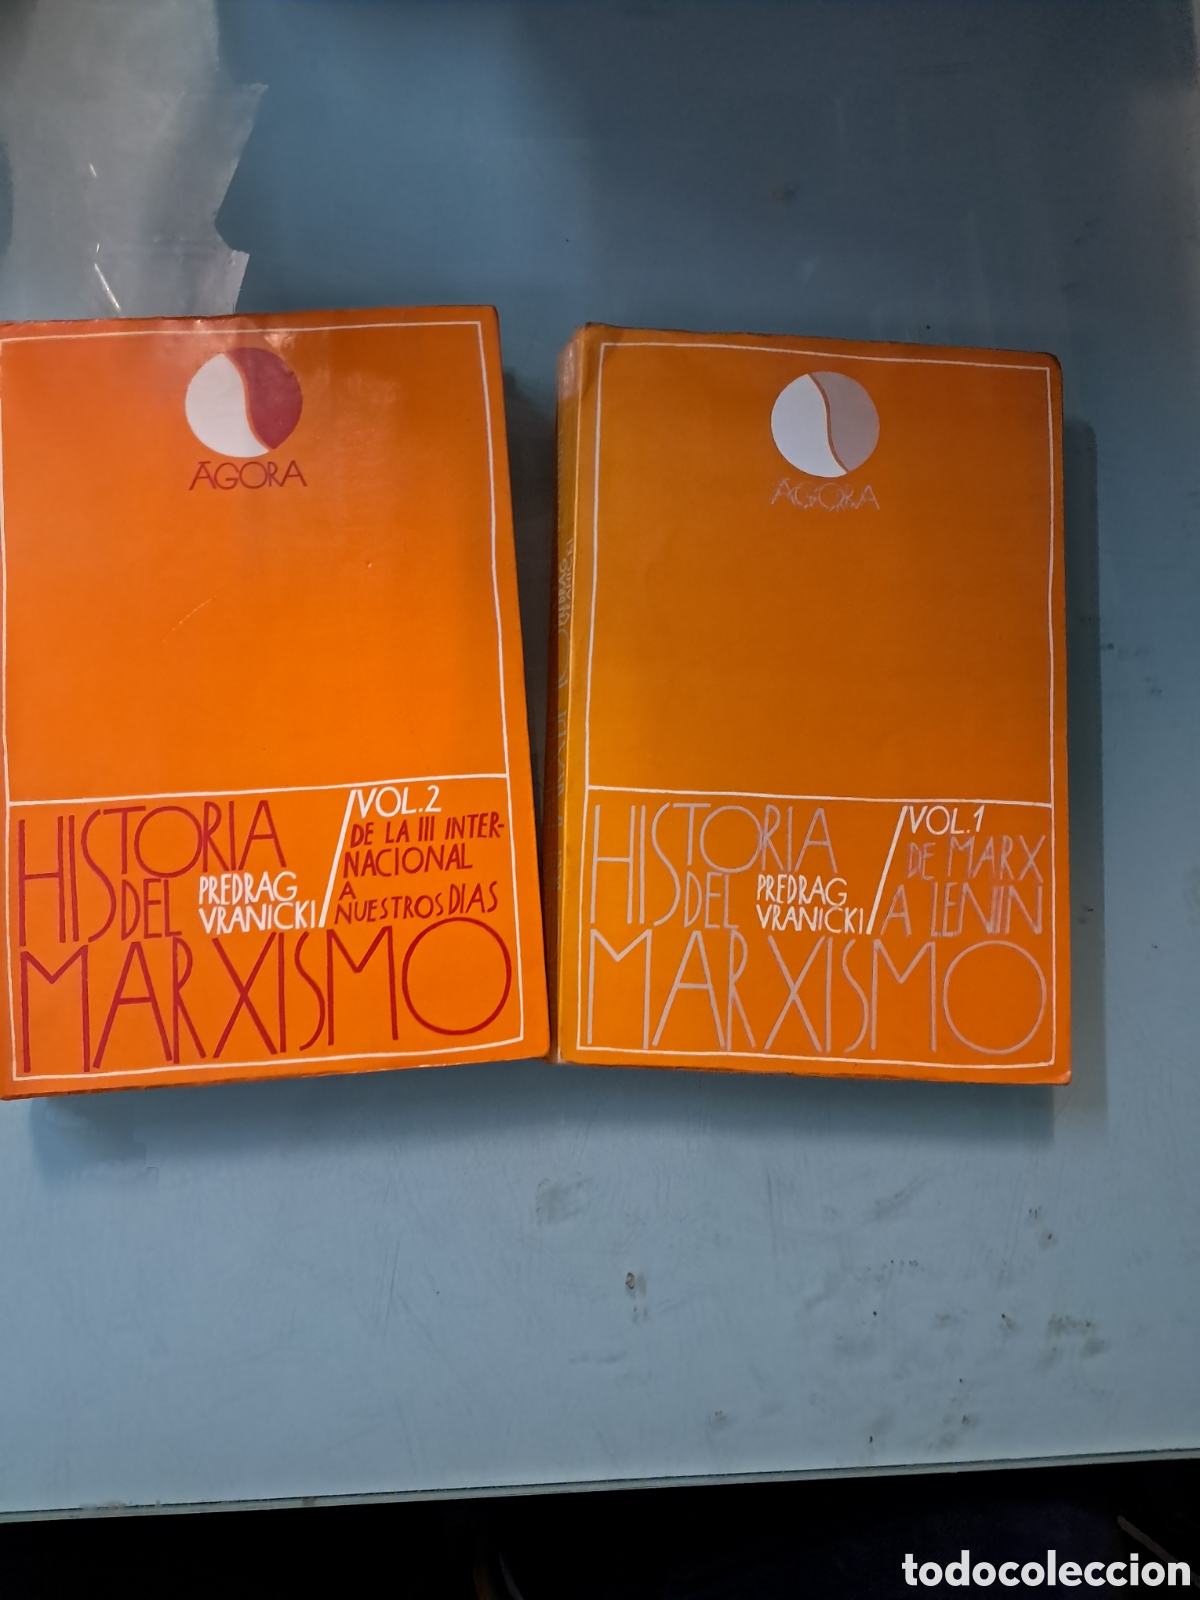 ÁGORA
HISTORIA
DEL
MARXISMO
PREDRAG
VRANICKI
VOL.2
DE LA III INTER-
NACIONAL
A
NUESTROS DIAS
ÁGORA
HISTORIA
DEL
MARXISMO
PREDRAG
VRANICKI
VOL.1
DE MARX
A LENIN
todocoleccion